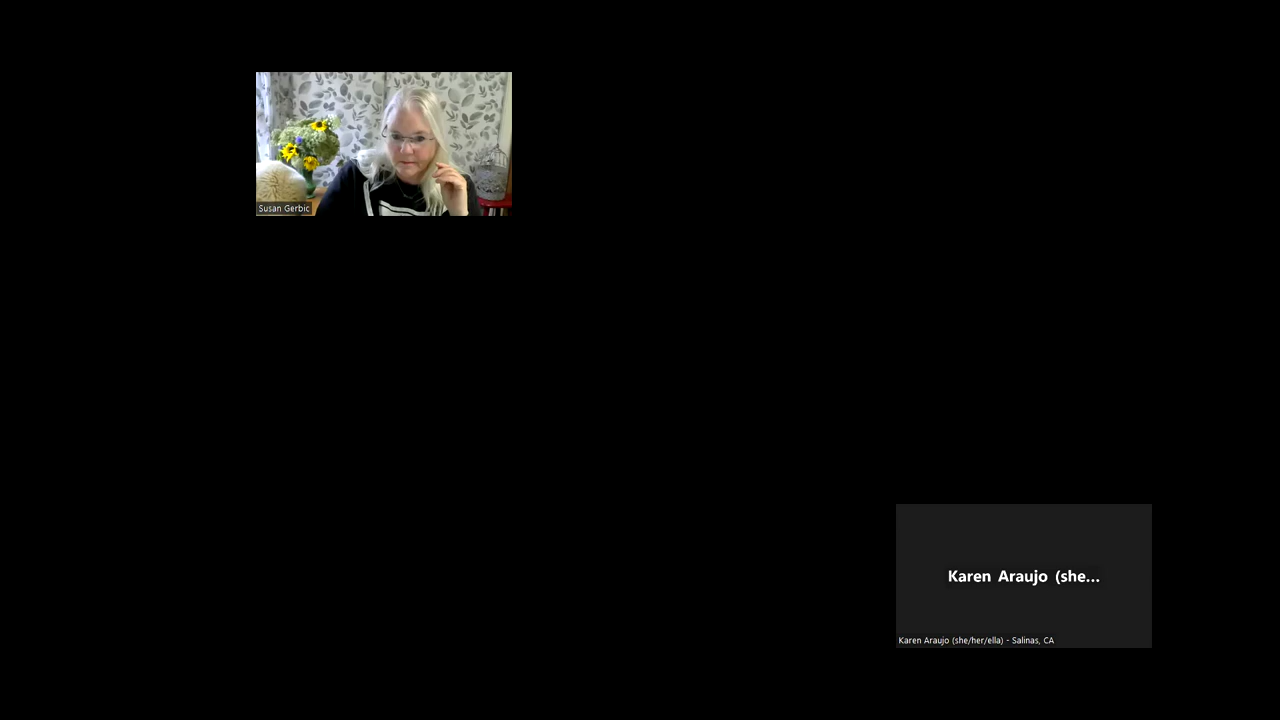 Susan Gerbic
Karen Araujo (she...
Karen Araujo (she/her/ella) - Salinas, CA